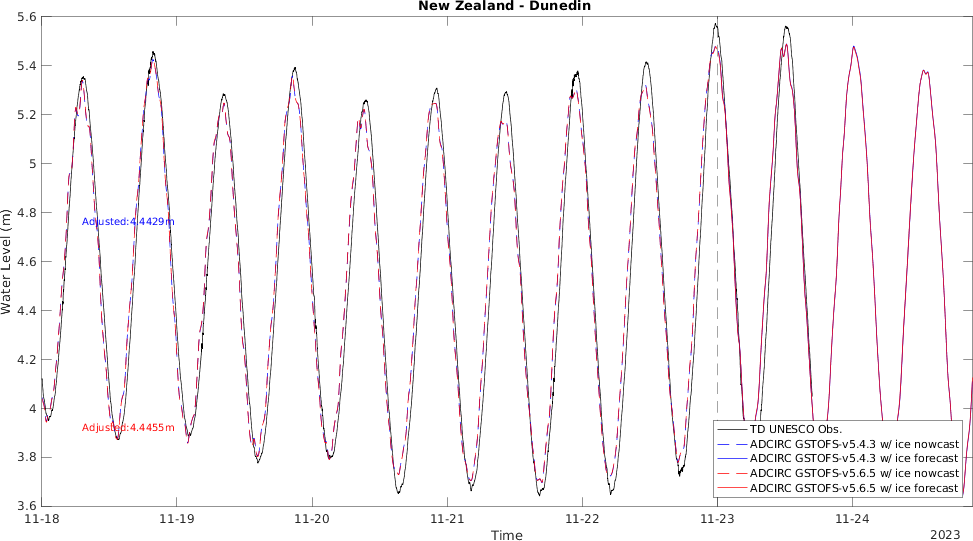 New Zealand - Dunedin
5.6
5.4
5.2
5
4.8
4.6
4.4
4.2
4
3.8
3.6
Water Level (m)
Adjusted:4.4429m
Adjusted:4.4455m
TD UNESCO Obs.
ADCIRC GSTOFS-v5.4.3 w/ ice nowcast
ADCIRC GSTOFS-v5.4.3 w/ ice forecast
ADCIRC GSTOFS-v5.6.5 w/ ice nowcast
ADCIRC GSTOFS-v5.6.5 w/ ice forecast
11-18 11-19 11-20 11-21 11-22 11-23 11-24
Time
2023